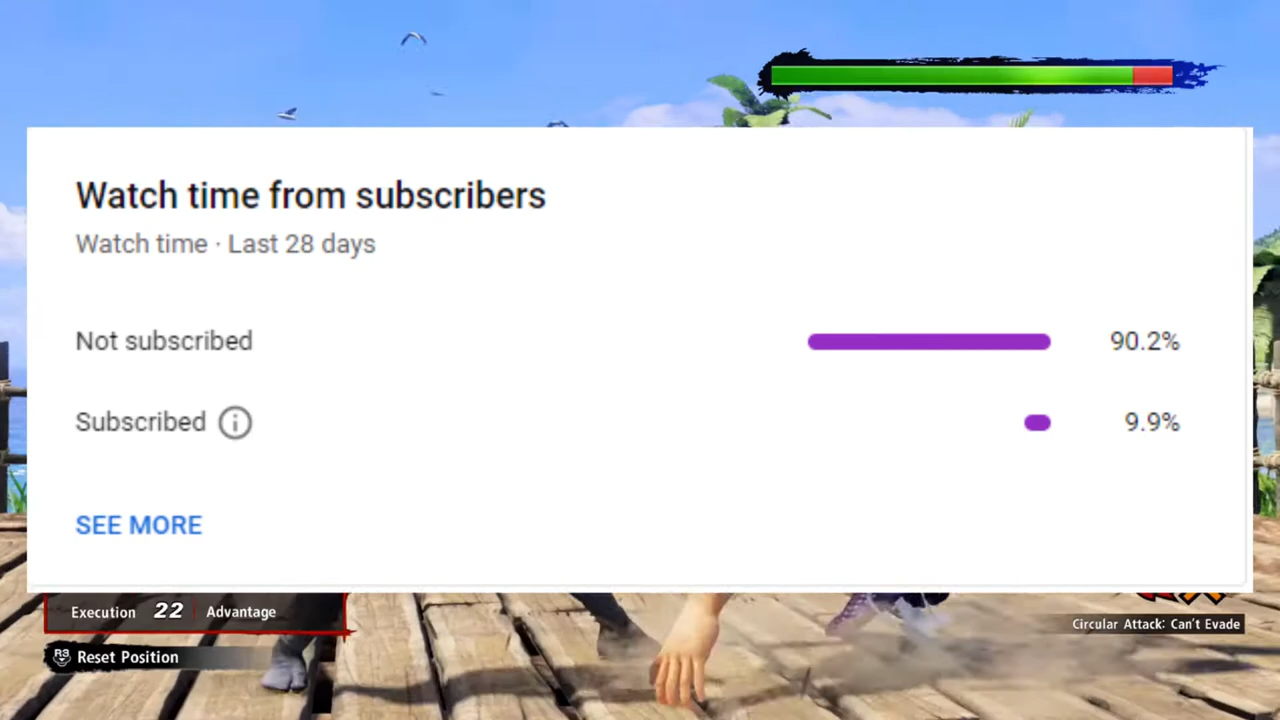 Watch time from subscribers
Watch time · Last 28 days
Not subscribed 90.2%
Subscribed 9.9%
SEE MORE
Execution 22 Advantage
Circular Attack: Can't Evade
R3 Reset Position